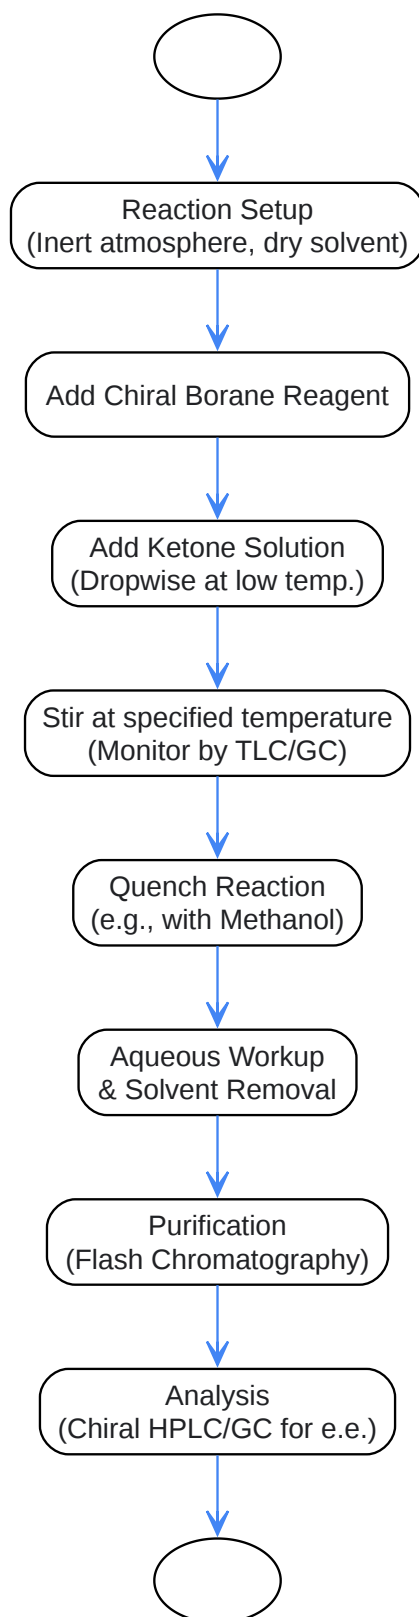 Reaction Setup
(Inert atmosphere, dry solvent)
Add Chiral Borane Reagent
Add Ketone Solution
(Dropwise at low temp.)
Stir at specified temperature
(Monitor by TLC/GC)
Quench Reaction
(e.g., with Methanol)
Aqueous Workup
& Solvent Removal
Purification
(Flash Chromatography)
Analysis
(Chiral HPLC/GC for e.e.)